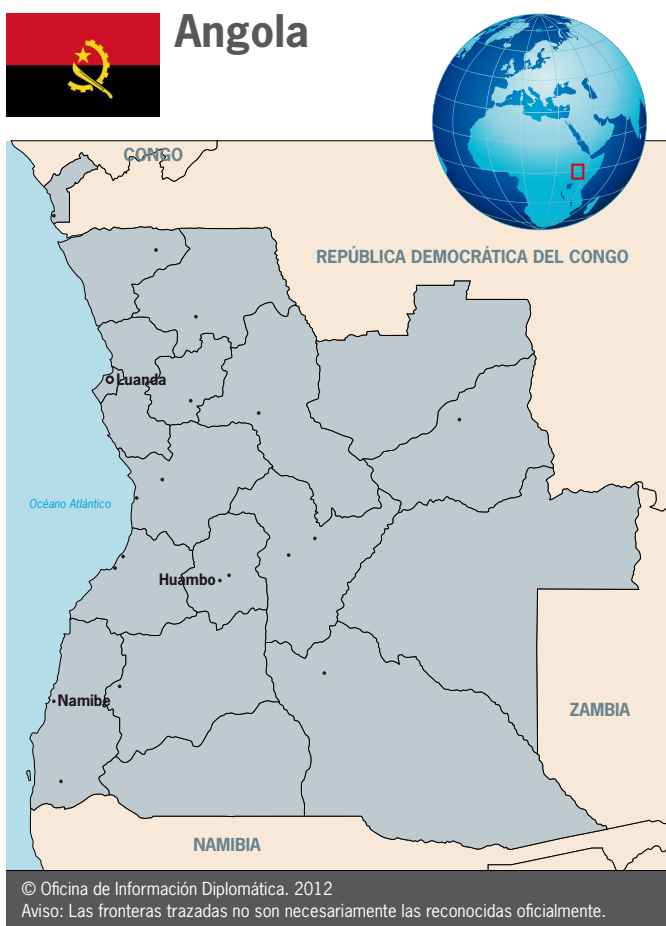 Angola
CONGO
REPÚBLICA DEMOCRÁTICA DEL CONGO
Luanda
Océano Atlántico
Huambo
Namibe
ZAMBIA
NAMIBIA
© Oficina de Información Diplomática. 2012
Aviso: Las fronteras trazadas no son necesariamente las reconocidas oficialmente.